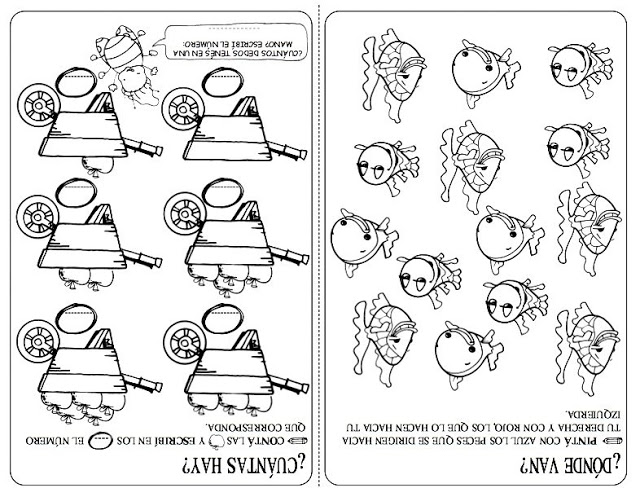 ¿DÓNDE VAN?
PINTÁ CON AZUL LOS PECES QUE SE DIRIGEN HACIA
TU DERECHA Y CON ROJO, LOS QUE LO HACEN HACIA TU
IZQUIERDA.
¿CUÁNTAS HAY?
CONTÁ LAS Y ESCRIBÍ EN LOS EL NÚMERO
QUE CORRESPONDA.
¿CUÁNTOS DEDOS TENÉS EN UNA
MANO? ESCRIBÍ EL NÚMERO: